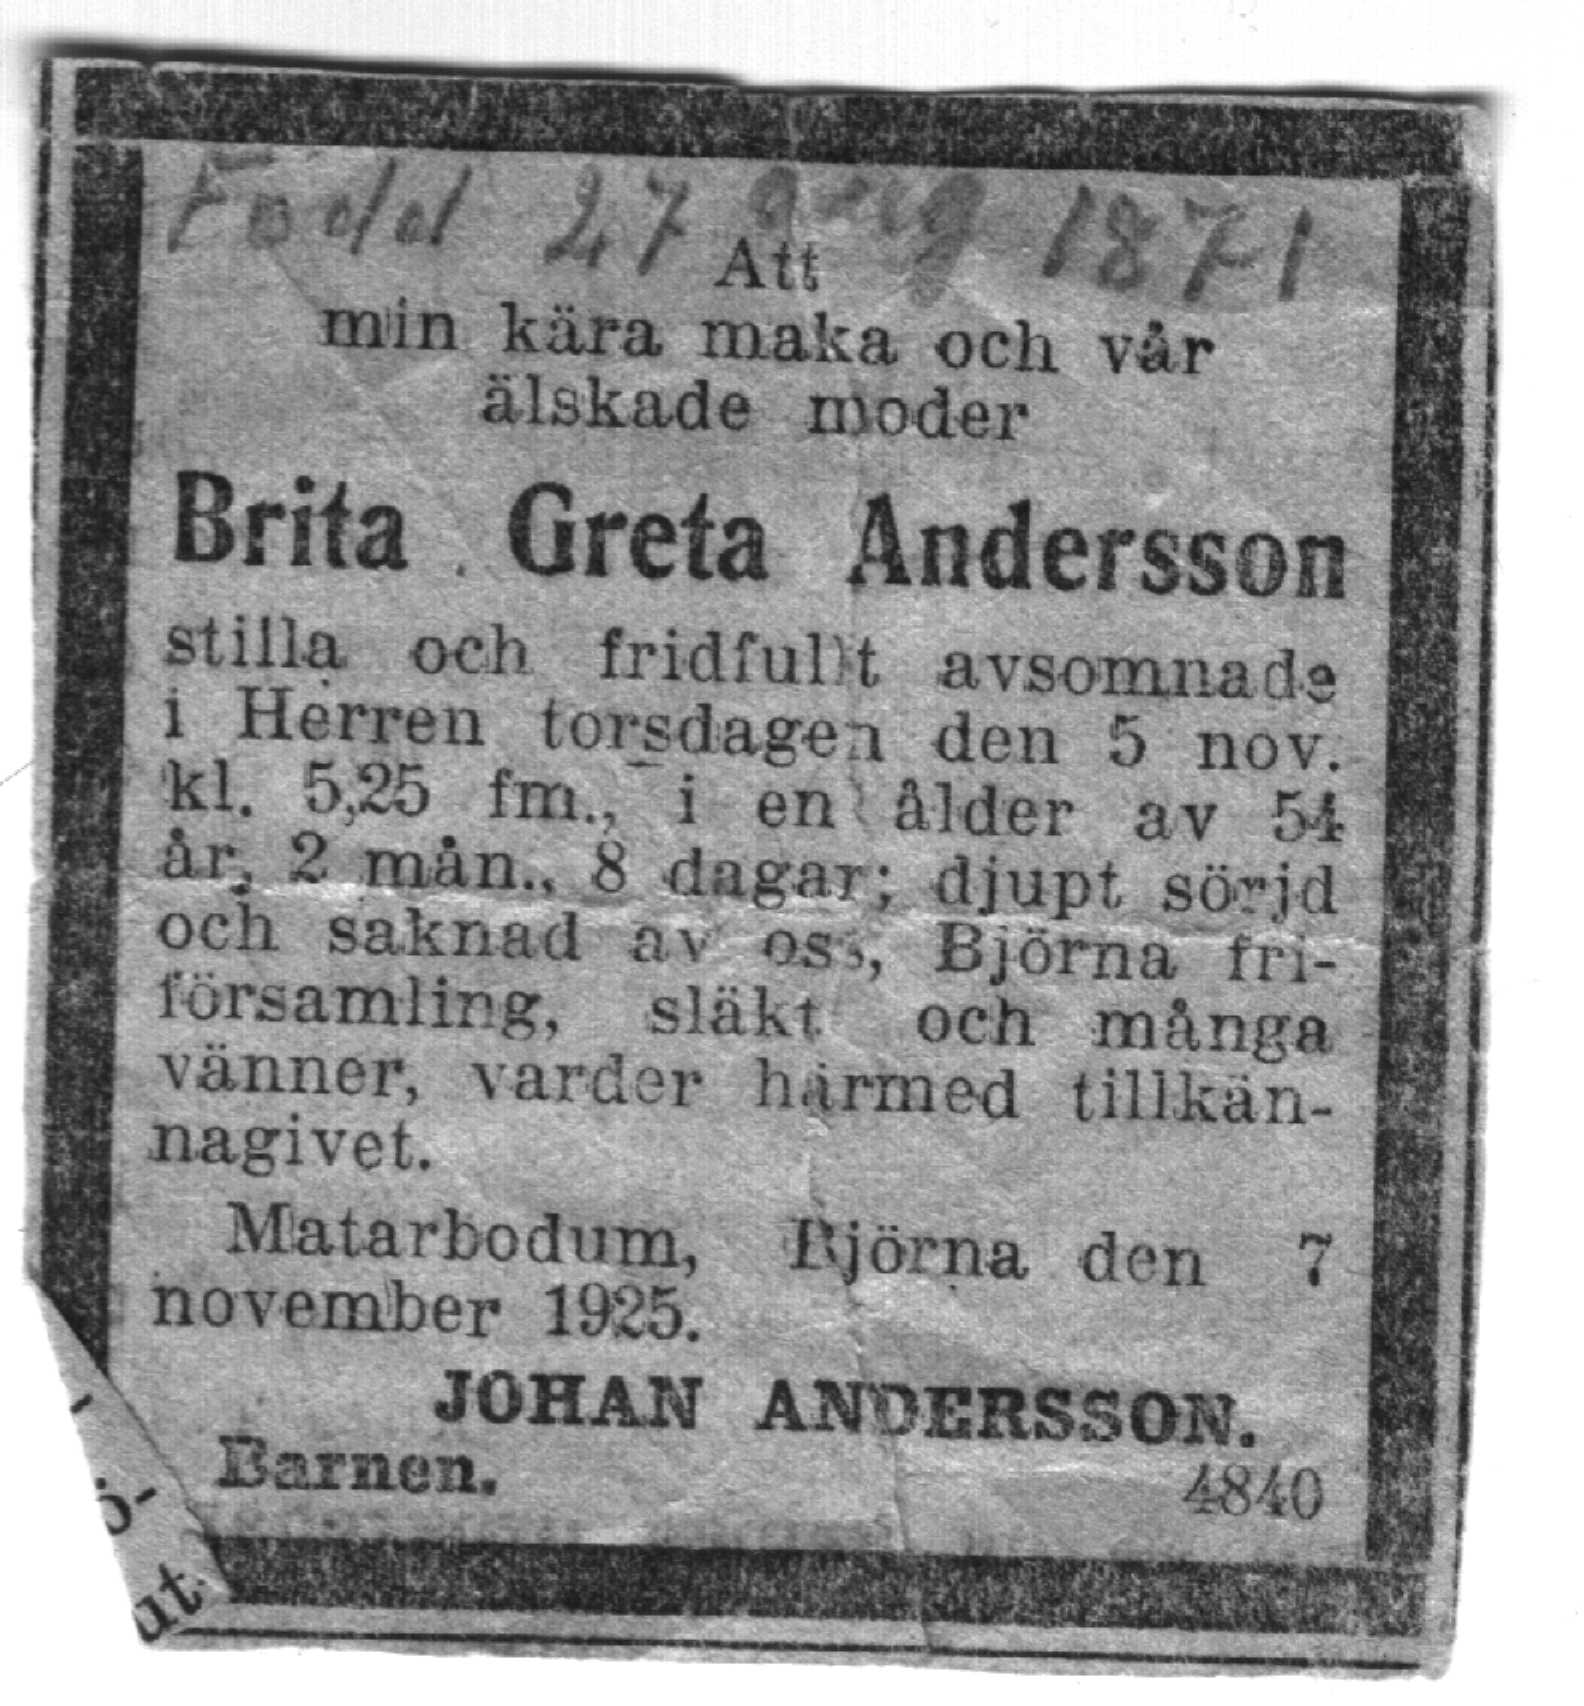 Född 27 aug 1871
Att
min kära maka och vår
älskade moder
Brita Greta Andersson
stilla och fridfullt avsomnade
i Herren torsdagen den 5 nov.
kl. 5,25 fm., i en ålder av 54
år, 2 mån., 8 dagar; djupt sörjd
och saknad av oss, Björna fri-
församling, släkt och många
vänner, varder härmed tillkän-
nagivet.
Matarbodum, Björna den 7
november 1925.
JOHAN ANDERSSON.
Barnen.
4840
-
ö-
ut